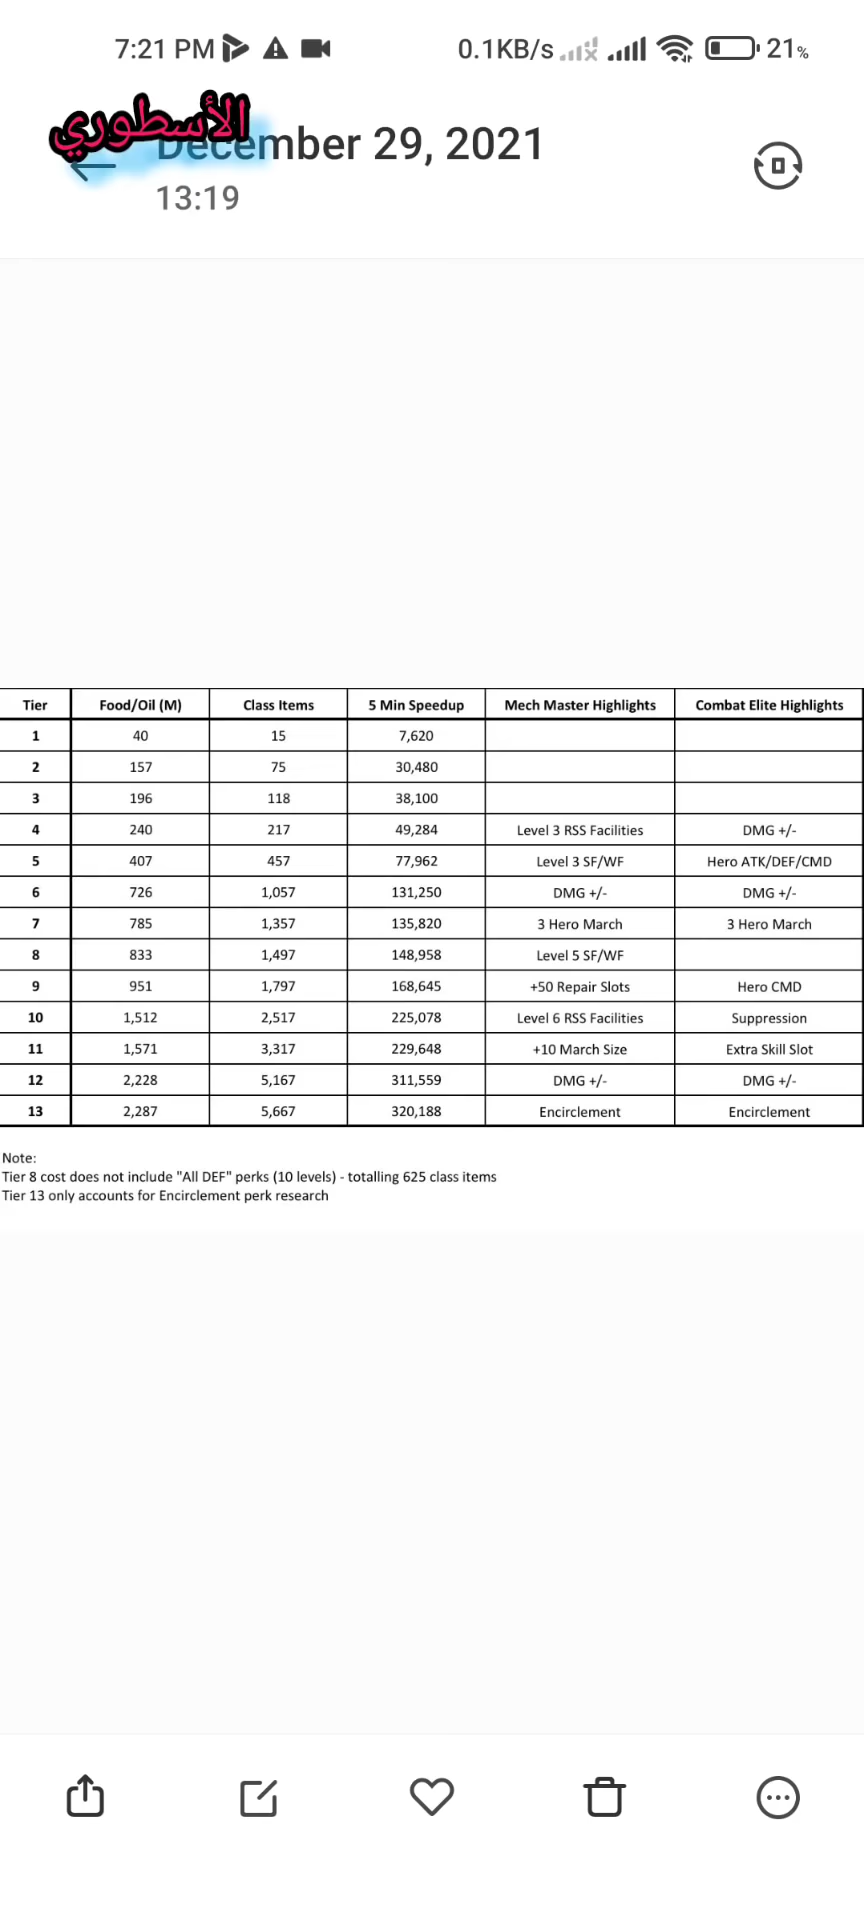 7:21 PM 0.1KB/s 21%
الأسطوري
December 29, 2021
13:19
Tier Food/Oil (M) Class Items 5 Min Speedup Mech Master Highlights Combat Elite Highlights
1 40 15 7,620
2 157 75 30,480
3 196 118 38,100
4 240 217 49,284 Level 3 RSS Facilities DMG +/-
5 407 457 77,962 Level 3 SF/WF Hero ATK/DEF/CMD
6 726 1,057 131,250 DMG +/- DMG +/-
7 785 1,357 135,820 3 Hero March 3 Hero March
8 833 1,497 148,958 Level 5 SF/WF
9 951 1,797 168,645 +50 Repair Slots Hero CMD
10 1,512 2,517 225,078 Level 6 RSS Facilities Suppression
11 1,571 3,317 229,648 +10 March Size Extra Skill Slot
12 2,228 5,167 311,559 DMG +/- DMG +/-
13 2,287 5,667 320,188 Encirclement Encirclement
Note:
Tier 8 cost does not include "All DEF" perks (10 levels) - totalling 625 class items
Tier 13 only accounts for Encirclement perk research